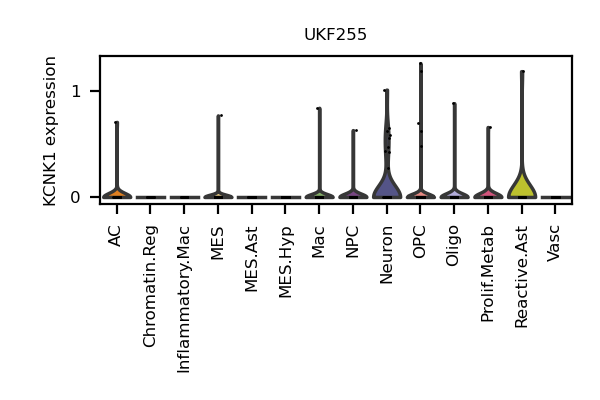 UKF255
KCNK1 expression
1
0
AC
Chromatin.Reg
Inflammatory.Mac
MES
MES.Ast
MES.Hyp
Mac
NPC
Neuron
OPC
Oligo
Prolif.Metab
Reactive.Ast
Vasc